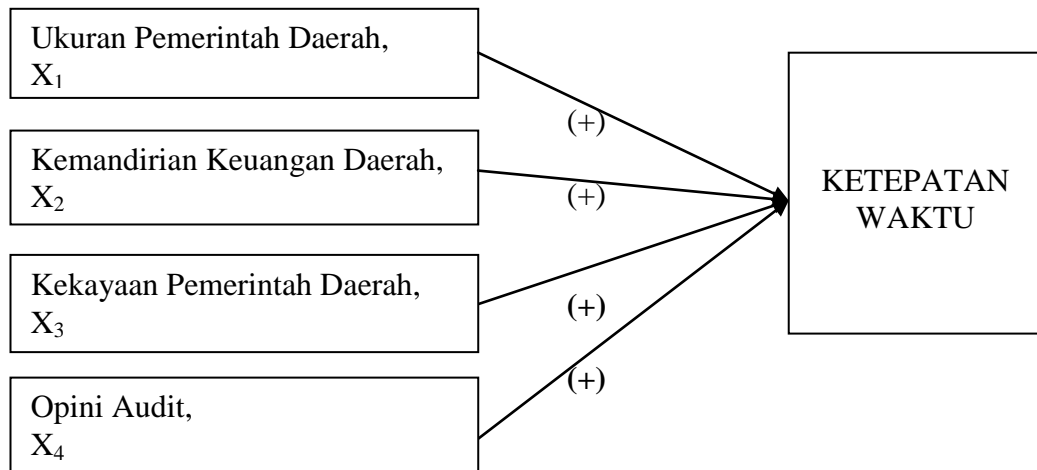 Ukuran Pemerintah Daerah,
X₁
(+)
Kemandirian Keuangan Daerah,
X₂
(+)
KETEPATAN
WAKTU
Kekayaan Pemerintah Daerah,
X₃
(+)
(+)
Opini Audit,
X₄